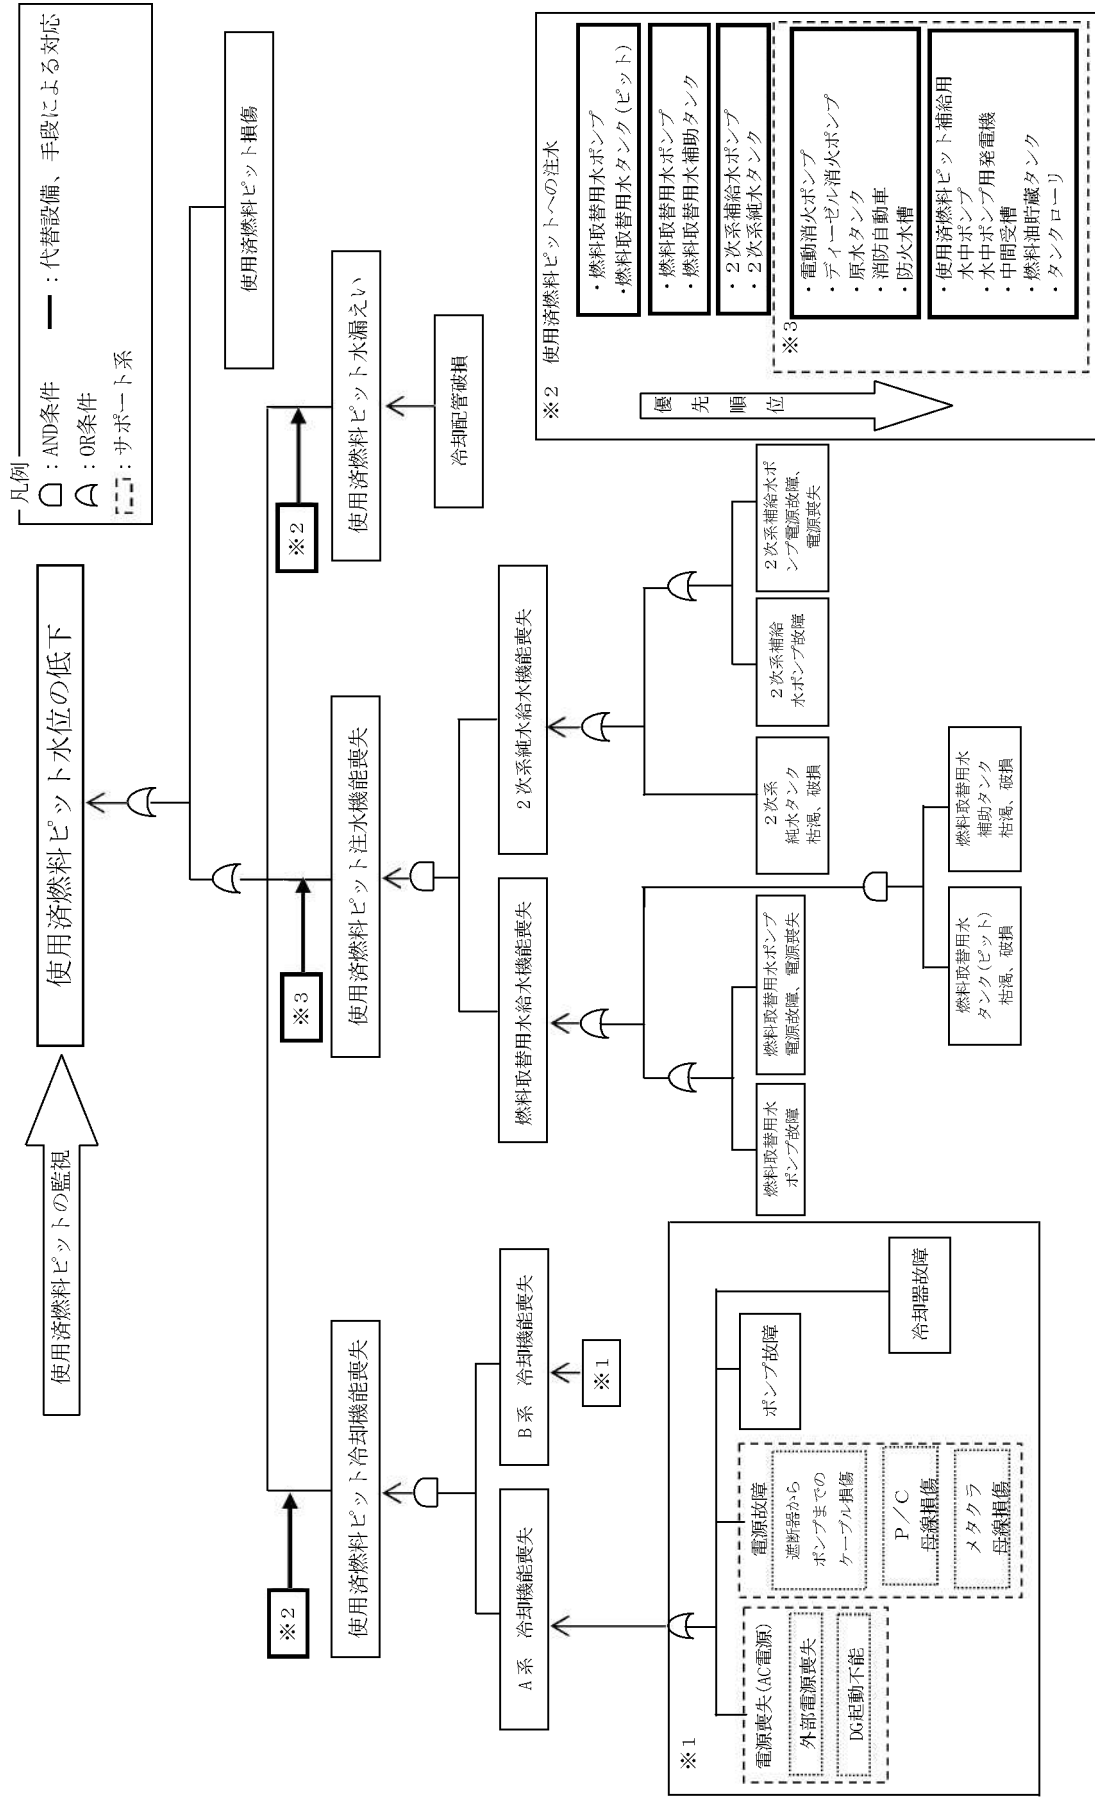 凡例
：AND条件
：OR条件
：サポート系
：代替設備、手段による対応
使用済燃料ピットの監視
使用済燃料ピット水位の低下
使用済燃料ピット損傷
※2
※3
※2
使用済燃料ピット冷却機能喪失
使用済燃料ピット注水機能喪失
使用済燃料ピット水漏えい
A系　冷却機能喪失
B系　冷却機能喪失
※1
燃料取替用水給水機能喪失
2次系純水給水機能喪失
冷却配管破損
燃料取替用水
ポンプ故障
燃料取替用水ポンプ
電源故障、電源喪失
燃料取替用水
タンク(ピット)
枯渇、破損
燃料取替用水
補助タンク
枯渇、破損
2次系
純水タンク
枯渇、破損
2次系補給
水ポンプ故障
2次系補給水ポ
ンプ電源故障、
電源喪失
※1
電源喪失(AC電源)
外部電源喪失
DG起動不能
電源故障
遮断器から
ポンプまでの
ケーブル損傷
P／C
母線損傷
メタクラ
母線損傷
ポンプ故障
冷却器故障
※2　使用済燃料ピットへの注水
優先順位
・燃料取替用水ポンプ
・燃料取替用水タンク(ピット)
・燃料取替用水ポンプ
・燃料取替用水補助タンク
・2次系補給水ポンプ
・2次系純水タンク
※3
・電動消火ポンプ
・ディーゼル消火ポンプ
・原水タンク
・消防自動車
・防火水槽
・使用済燃料ピット補給用
水中ポンプ
・水中ポンプ用発電機
・中間受槽
・燃料油貯蔵タンク
・タンクローリ